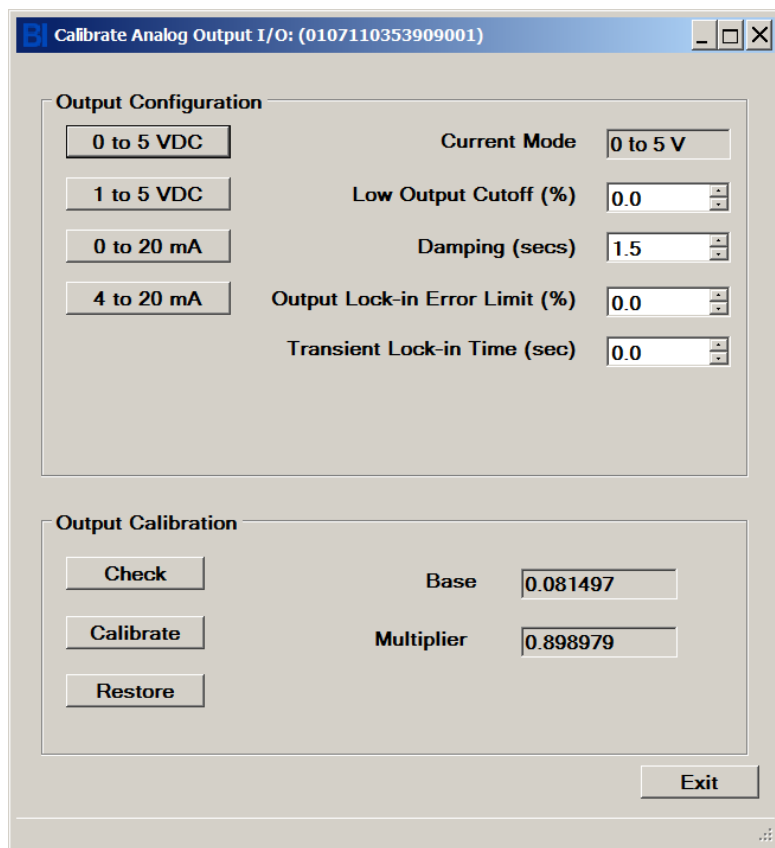 BI Calibrate Analog Output I/O: (0107110353909001)
Output Configuration
0 to 5 VDC
Current Mode 0 to 5 V
1 to 5 VDC
Low Output Cutoff (%) 0.0
0 to 20 mA
Damping (secs) 1.5
4 to 20 mA
Output Lock-in Error Limit (%) 0.0
Transient Lock-in Time (sec) 0.0
Output Calibration
Check
Base 0.081497
Calibrate
Multiplier 0.898979
Restore
Exit